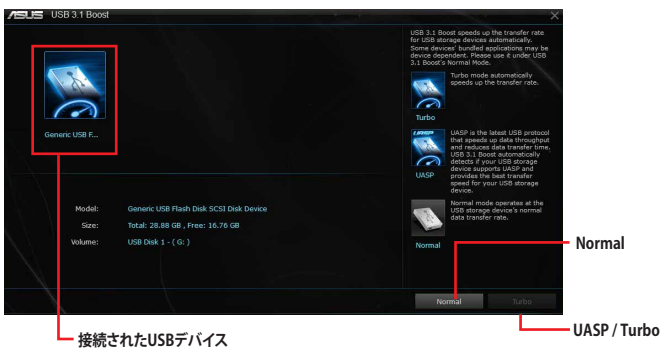 ASUS USB 3.1 Boost
USB 3.1 Boost speeds up the transfer rate
for USB storage devices automatically.
Some devices' bundled applications may be
device dependent. Please use it under USB
3.1 Boost's Normal Mode.
Turbo mode automatically
speeds up the transfer rate.
Turbo
Generic USB F...
UASP
UASP is the latest USB protocol
that speeds up data throughput
and reduces data transfer time,
USB 3.1 Boost automatically
detects if your USB storage
device supports UASP and
provides the best transfer
speed for your USB storage
device.
UASP
Normal mode operates at the
USB storage device's normal
data transfer rate.
Normal
Model: Generic USB Flash Disk SCSI Disk Device
Size: Total: 28.88 GB , Free: 16.76 GB
Volume: USB Disk 1 - ( G: )
Normal
Normal Turbo
UASP / Turbo
接続されたUSBデバイス